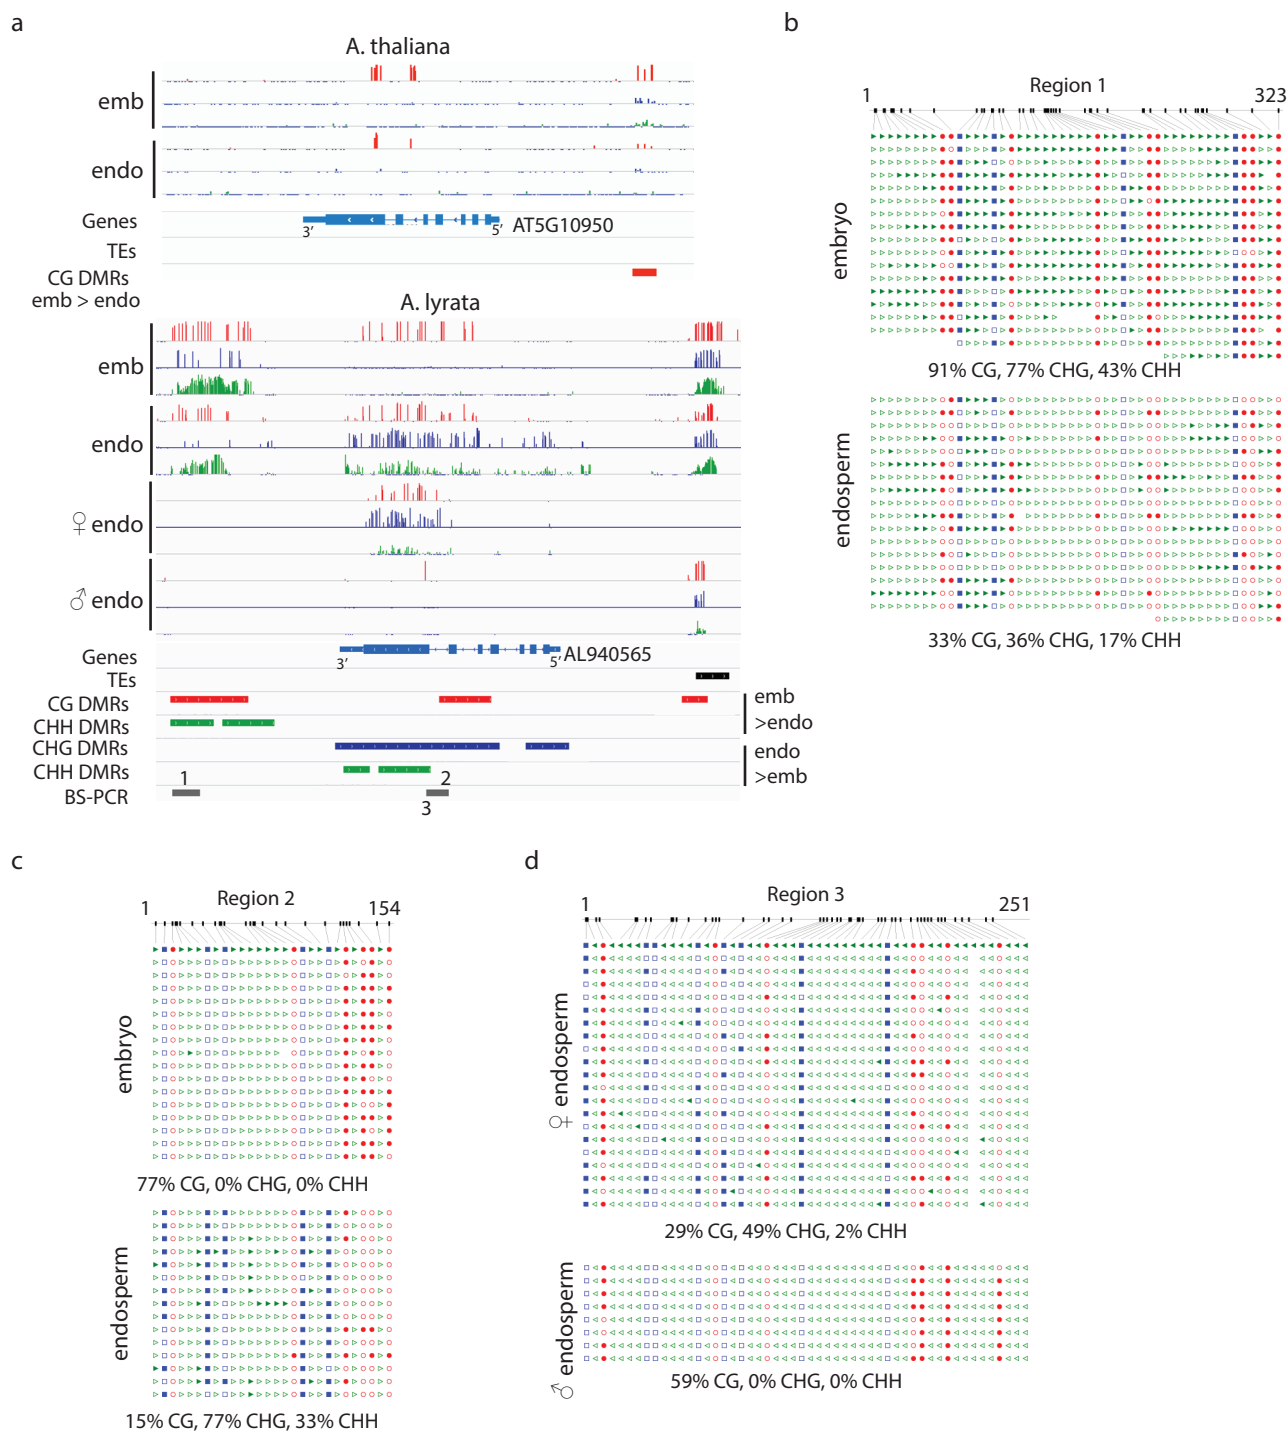 a
A. thaliana
emb
endo
Genes
3’
5’
AT5G10950
TEs
CG DMRs
emb > endo
A. lyrata
emb
endo
♀ endo
♂ endo
Genes
3’
5’
AL940565
TEs
CG DMRs
emb
>endo
CHH DMRs
CHG DMRs
endo
>emb
CHH DMRs
1
2
BS-PCR
3
b
1
Region 1
323
embryo
91% CG, 77% CHG, 43% CHH
endosperm
33% CG, 36% CHG, 17% CHH
c
1
Region 2
154
embryo
77% CG, 0% CHG, 0% CHH
endosperm
15% CG, 77% CHG, 33% CHH
d
1
Region 3
251
♀ endosperm
29% CG, 49% CHG, 2% CHH
♂ endosperm
59% CG, 0% CHG, 0% CHH